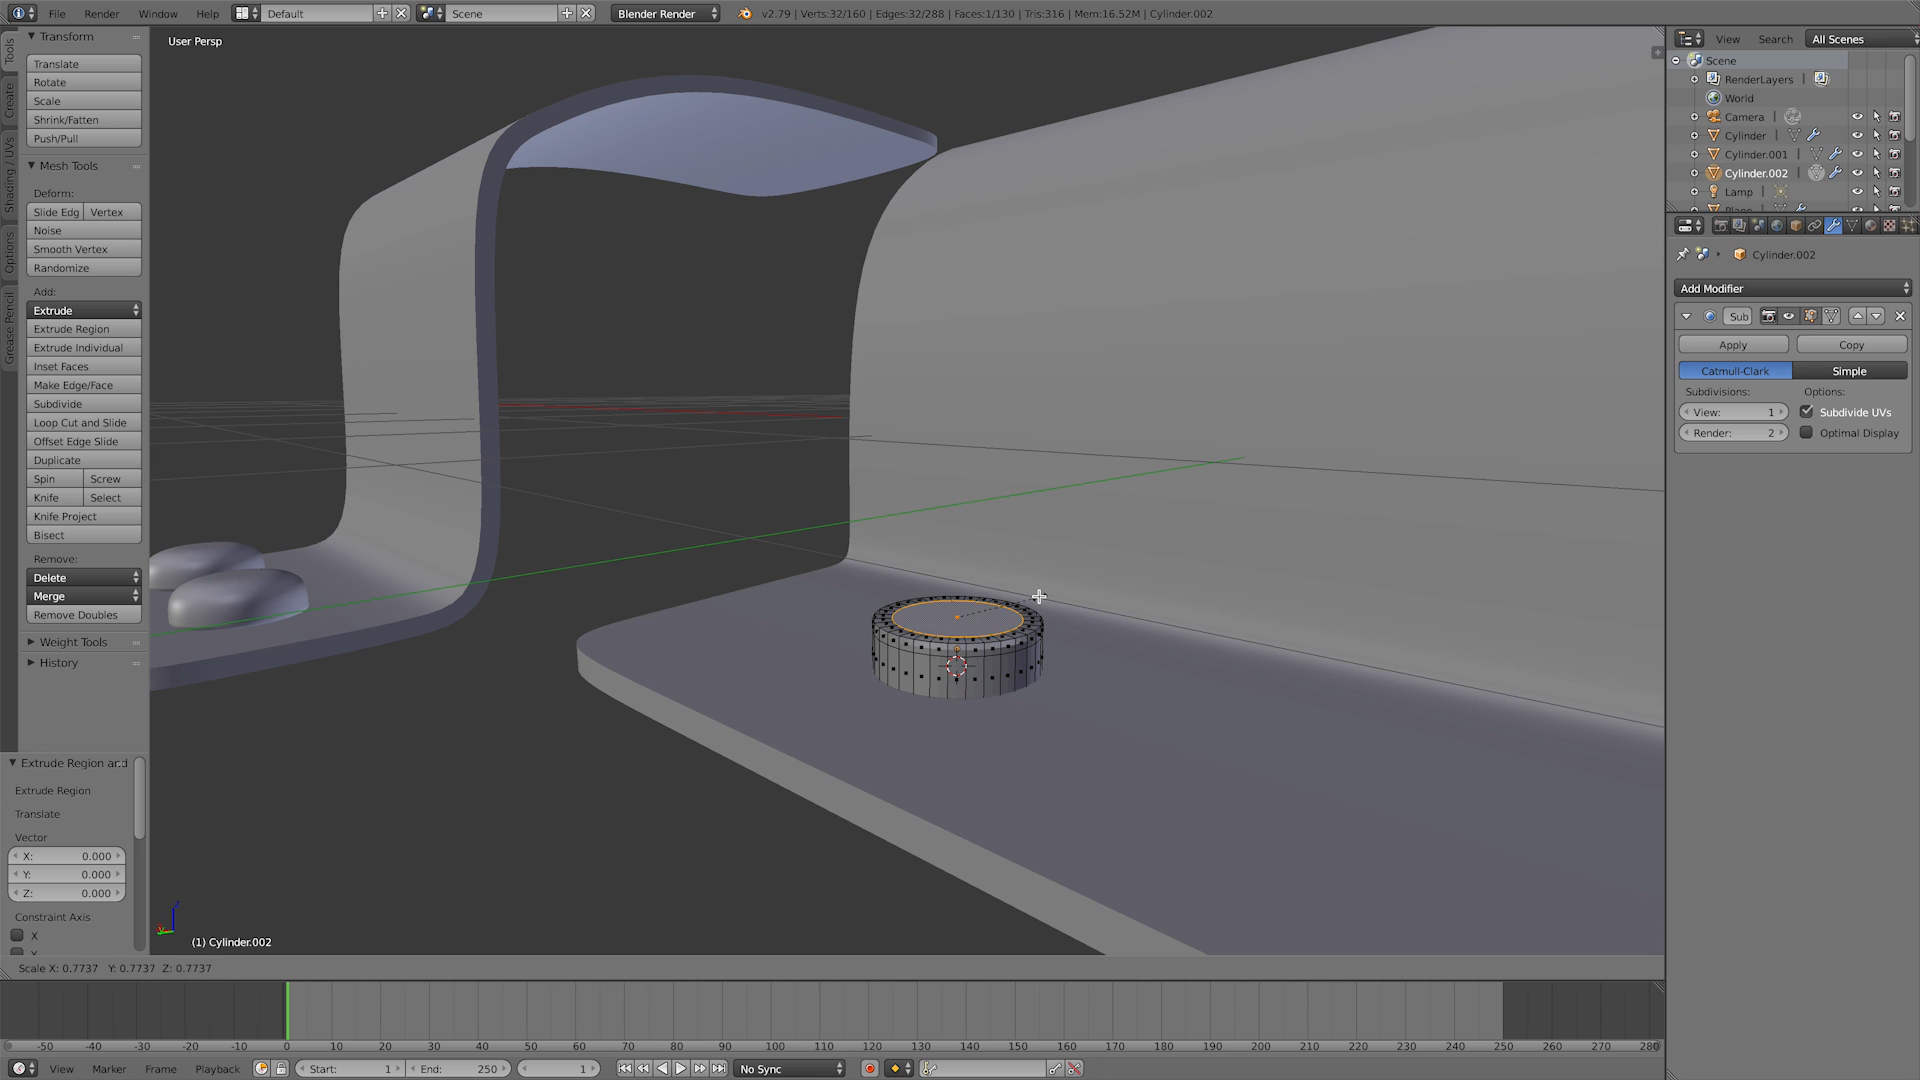 File Render Window Help Default Scene Blender Render v2.79 | Verts:32/160 | Edges:32/288 | Faces:1/130 | Tris:316 | Mem:16.52M | Cylinder.002
User Persp
Tools
Create
Shading / UVs
Options
Grease Pencil
Transform
Translate
Rotate
Scale
Shrink/Fatten
Push/Pull
Mesh Tools
Deform:
Slide Edg Vertex
Noise
Smooth Vertex
Randomize
Add:
Extrude
Extrude Region
Extrude Individual
Inset Faces
Make Edge/Face
Subdivide
Loop Cut and Slide
Offset Edge Slide
Duplicate
Spin Screw
Knife Select
Knife Project
Bisect
Remove:
Delete
Merge
Remove Doubles
Weight Tools
History
Extrude Region
Translate
Vector
X: 0.000
Y: 0.000
Z: 0.000
Constraint Axis
X
(1) Cylinder.002
Scale X: 0.7737 Y: 0.7737 Z: 0.7737
View Search All Scenes
Scene
RenderLayers
World
Camera
Cylinder
Cylinder.001
Cylinder.002
Lamp
Cylinder.002
Add Modifier
Sub
Apply Copy
Catmull-Clark Simple
Subdivisions: Options:
View: 1 Subdivide UVs
Render: 2 Optimal Display
-50 -40 -30 -20 -10 0 10 20 30 40 50 60 70 80 90 100 110 120 130 140 150 160 170 180 190 200 210 220 230 240 250 260 270 280
View Marker Frame Playback Start: 1 End: 250 1 No Sync